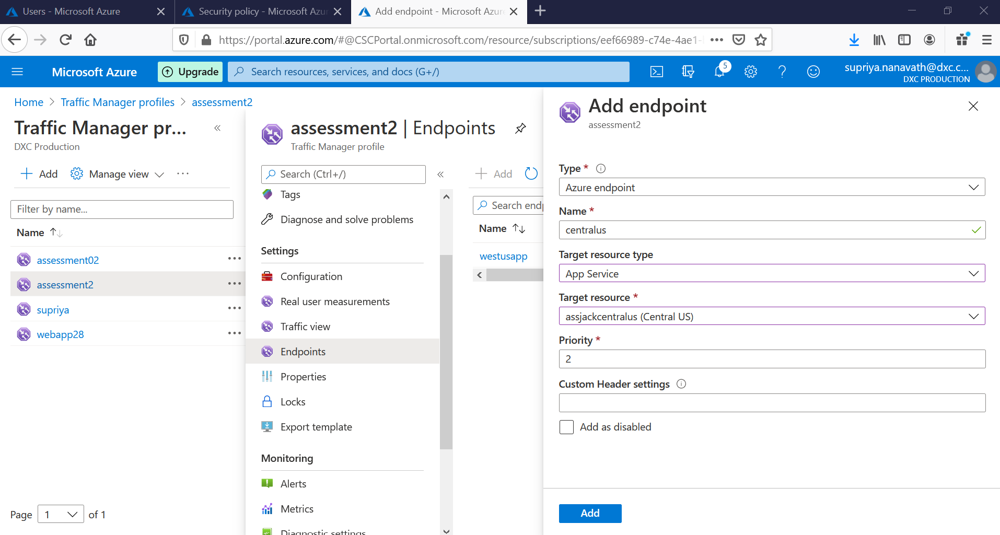 Users - Microsoft Azure
Security policy - Microsoft Azur
Add endpoint - Microsoft Azure
https://portal.azure.com/#@CSCPortal.onmicrosoft.com/resource/subscriptions/eef66989-c74e-4ae1-
Microsoft Azure
Upgrade
Search resources, services, and docs (G+/)
5
supriya.nanavath@dxc.c...
DXC PRODUCTION
Home > Traffic Manager profiles > assessment2
Traffic Manager pr...
DXC Production
Add
Manage view
Filter by name...
Name
assessment02
assessment2
supriya
webapp28
Page 1 of 1
assessment2 | Endpoints
Traffic Manager profile
Search (Ctrl+/)
Tags
Diagnose and solve problems
Settings
Configuration
Real user measurements
Traffic view
Endpoints
Properties
Locks
Export template
Monitoring
Alerts
Metrics
Diagnostic settings
Add
Search endp
Name
westusapp
Add endpoint
assessment2
Type *
Azure endpoint
Name *
centralus
Target resource type
App Service
Target resource *
assjackcentralus (Central US)
Priority *
2
Custom Header settings
Add as disabled
Add